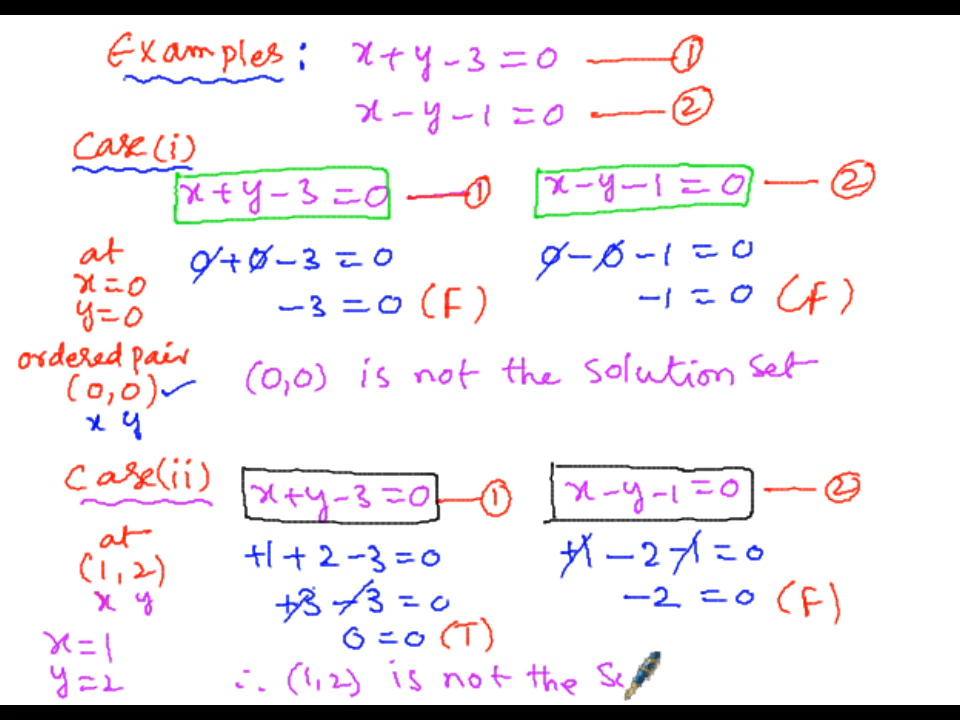 Examples: x+y-3=0 — ①
x-y-1=0 — ②
Case(i)
x+y-3=0 — ① x-y-1=0 — ②
at 0+0-3=0 0-0-1=0
x=0
y=0 -3=0 (F) -1=0 (F)
ordered pair
(0,0) ✓ (0,0) is not the solution set
x y
Case(ii) x+y-3=0 — ① x-y-1=0 — ②
at +1+2-3=0 +1-2-1=0
(1,2)
x y +3-3=0 -2=0 (F)
x=1 0=0 (T)
y=2 ∴ (1,2) is not the